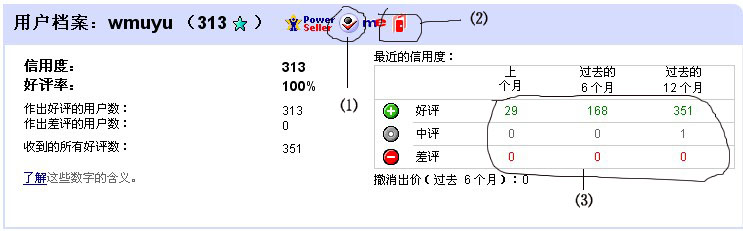 用户档案：wmuyu （313 ） Power Seller me (2)
(1)
信用度： 313
好评率： 100%
作出好评的用户数： 313
作出差评的用户数： 0
收到的所有好评数： 351
了解这些数字的含义。
最近的信用度：
上个月 过去的6个月 过去的12个月
好评 29 168 351
中评 0 0 1
差评 0 0 0
撤消出价（过去 6个月）：0
(3)